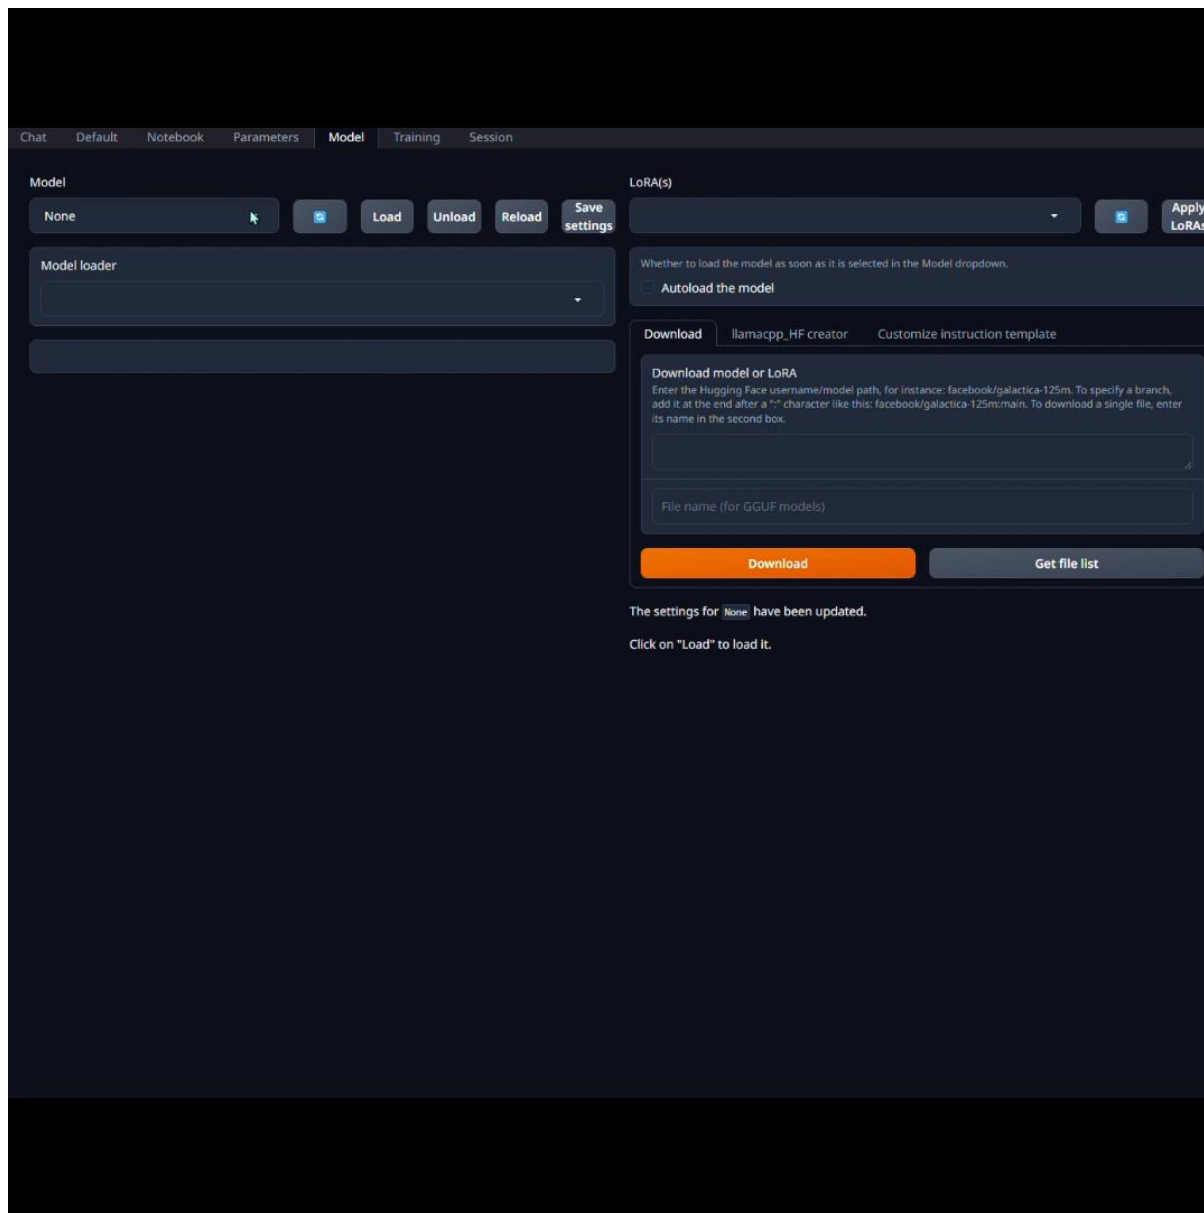 Chat Default Notebook Parameters Model Training Session
Model
None
Load
Unload
Reload
Save
settings
Model loader
LoRA(s)
Apply
LoRAs
Whether to load the model as soon as it is selected in the Model dropdown.
Autoload the model
Download llamacpp_HF creator Customize instruction template
Download model or LoRA
Enter the Hugging Face username/model path, for instance: facebook/galactica-125m. To specify a branch,
add it at the end after a ":" character like this: facebook/galactica-125m:main. To download a single file, enter
its name in the second box.
File name (for GGUF models)
Download
Get file list
The settings for None have been updated.
Click on "Load" to load it.